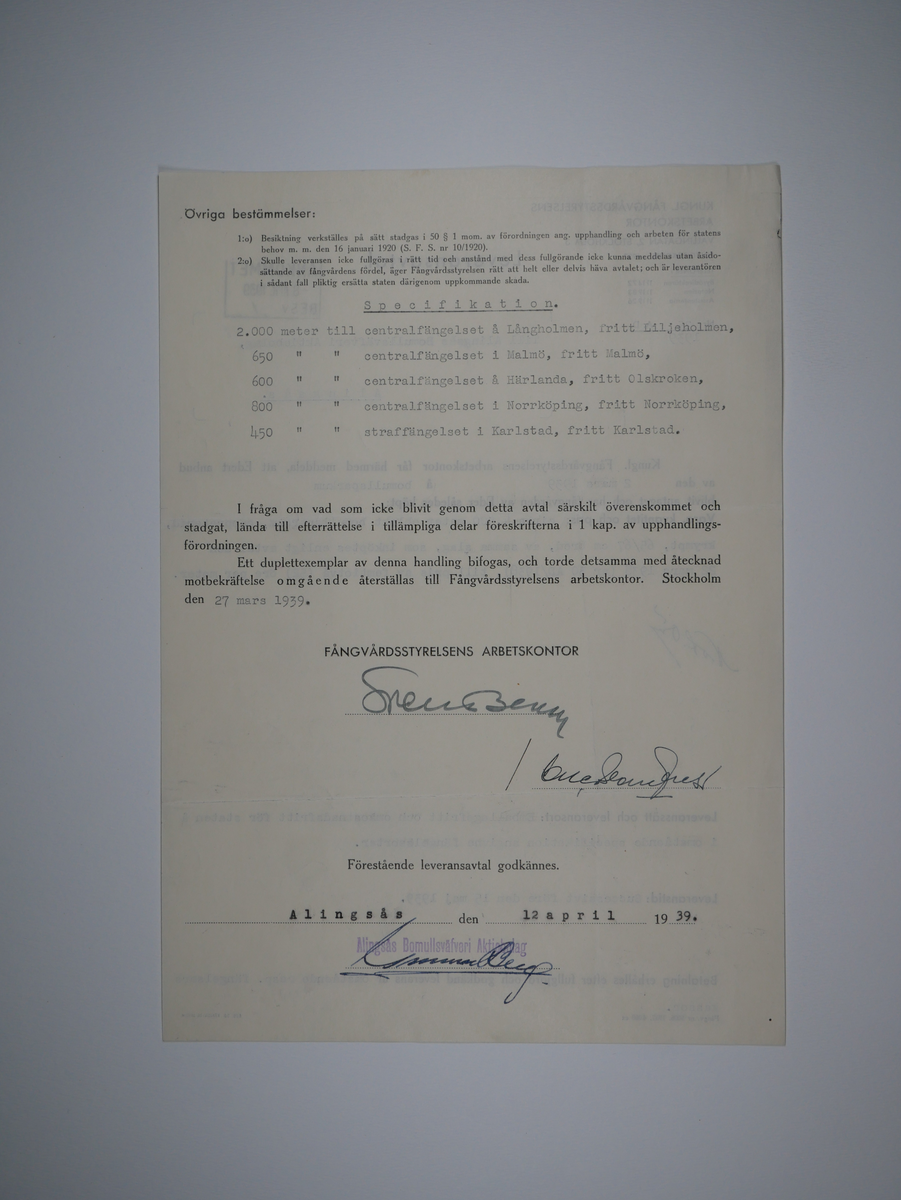 Övriga bestämmelser:
1:o) Besiktning verkställes på sätt stadgas i 50 § 1 mom. av förordningen ang. upphandling och arbeten för statens
behov m. m. den 16 januari 1920 (S. F. S. nr 10/1920).
2:o) Skulle leveransen icke fullgöras i rätt tid och anstånd med dess fullgörande icke kunna meddelas utan åsido-
sättande av fångvårdens fördel, äger Fångvårdsstyrelsen rätt att helt eller delvis häva avtalet; och är leverantören
i sådant fall pliktig ersätta staten därigenom uppkommande skada.
Specifikation.
2.000 meter till centralfängelset å Långholmen, fritt Liljeholmen,
650 " " centralfängelset i Malmö, fritt Malmö,
600 " " centralfängelset å Härlanda, fritt Olskroken,
800 " " centralfängelset i Norrköping, fritt Norrköping,
450 " " straffängelset i Karlstad, fritt Karlstad.
I fråga om vad som icke blivit genom detta avtal särskilt överenskommet och
stadgat, lända till efterrättelse i tillämpliga delar föreskrifterna i 1 kap. av upphandlings-
förordningen.
Ett duplettexemplar av denna handling bifogas, och torde detsamma med åtecknad
motbekräftelse omgående återställas till Fångvårdsstyrelsens arbetskontor. Stockholm
den 27 mars 1939.
FÅNGVÅRDSSTYRELSENS ARBETSKONTOR
Förestående leveransavtal godkännes.
Alingsås den 12 april 1939.
Alingsås Bomullsväfveri Aktiebolag